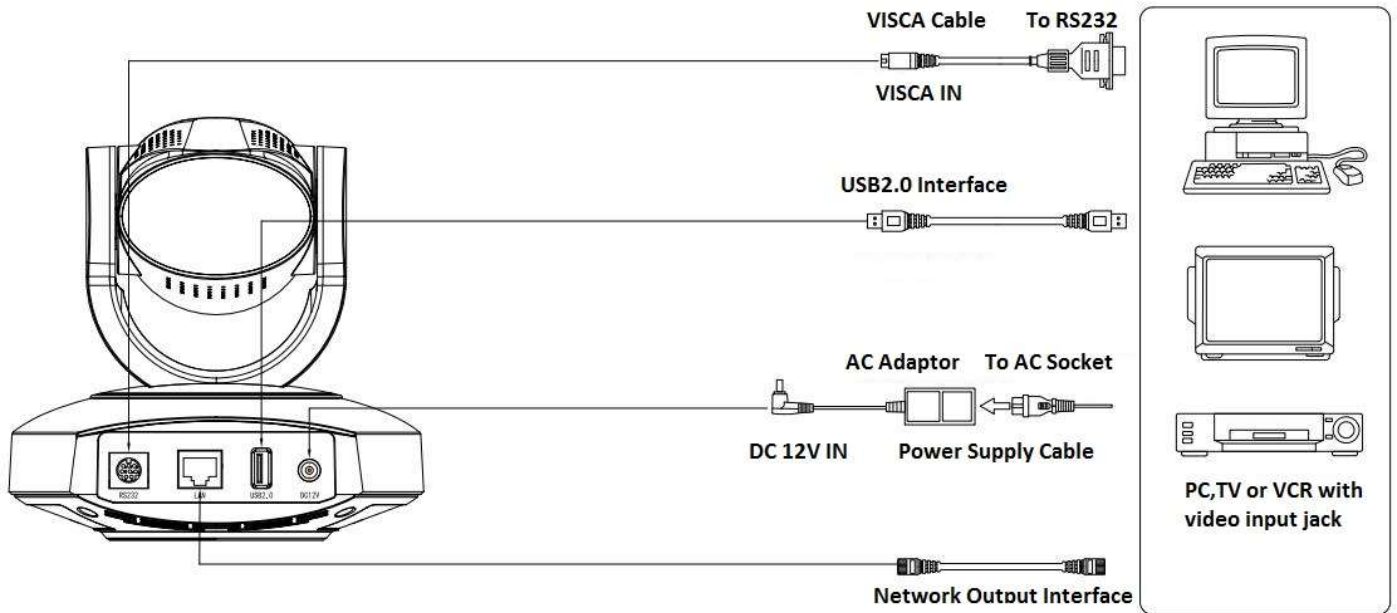 VISCA Cable To RS232
VISCA IN
USB2.0 Interface
AC Adaptor To AC Socket
DC 12V IN Power Supply Cable
RS232 LAN USB2.0 DC12V
PC,TV or VCR with
video input jack
Network Output Interface